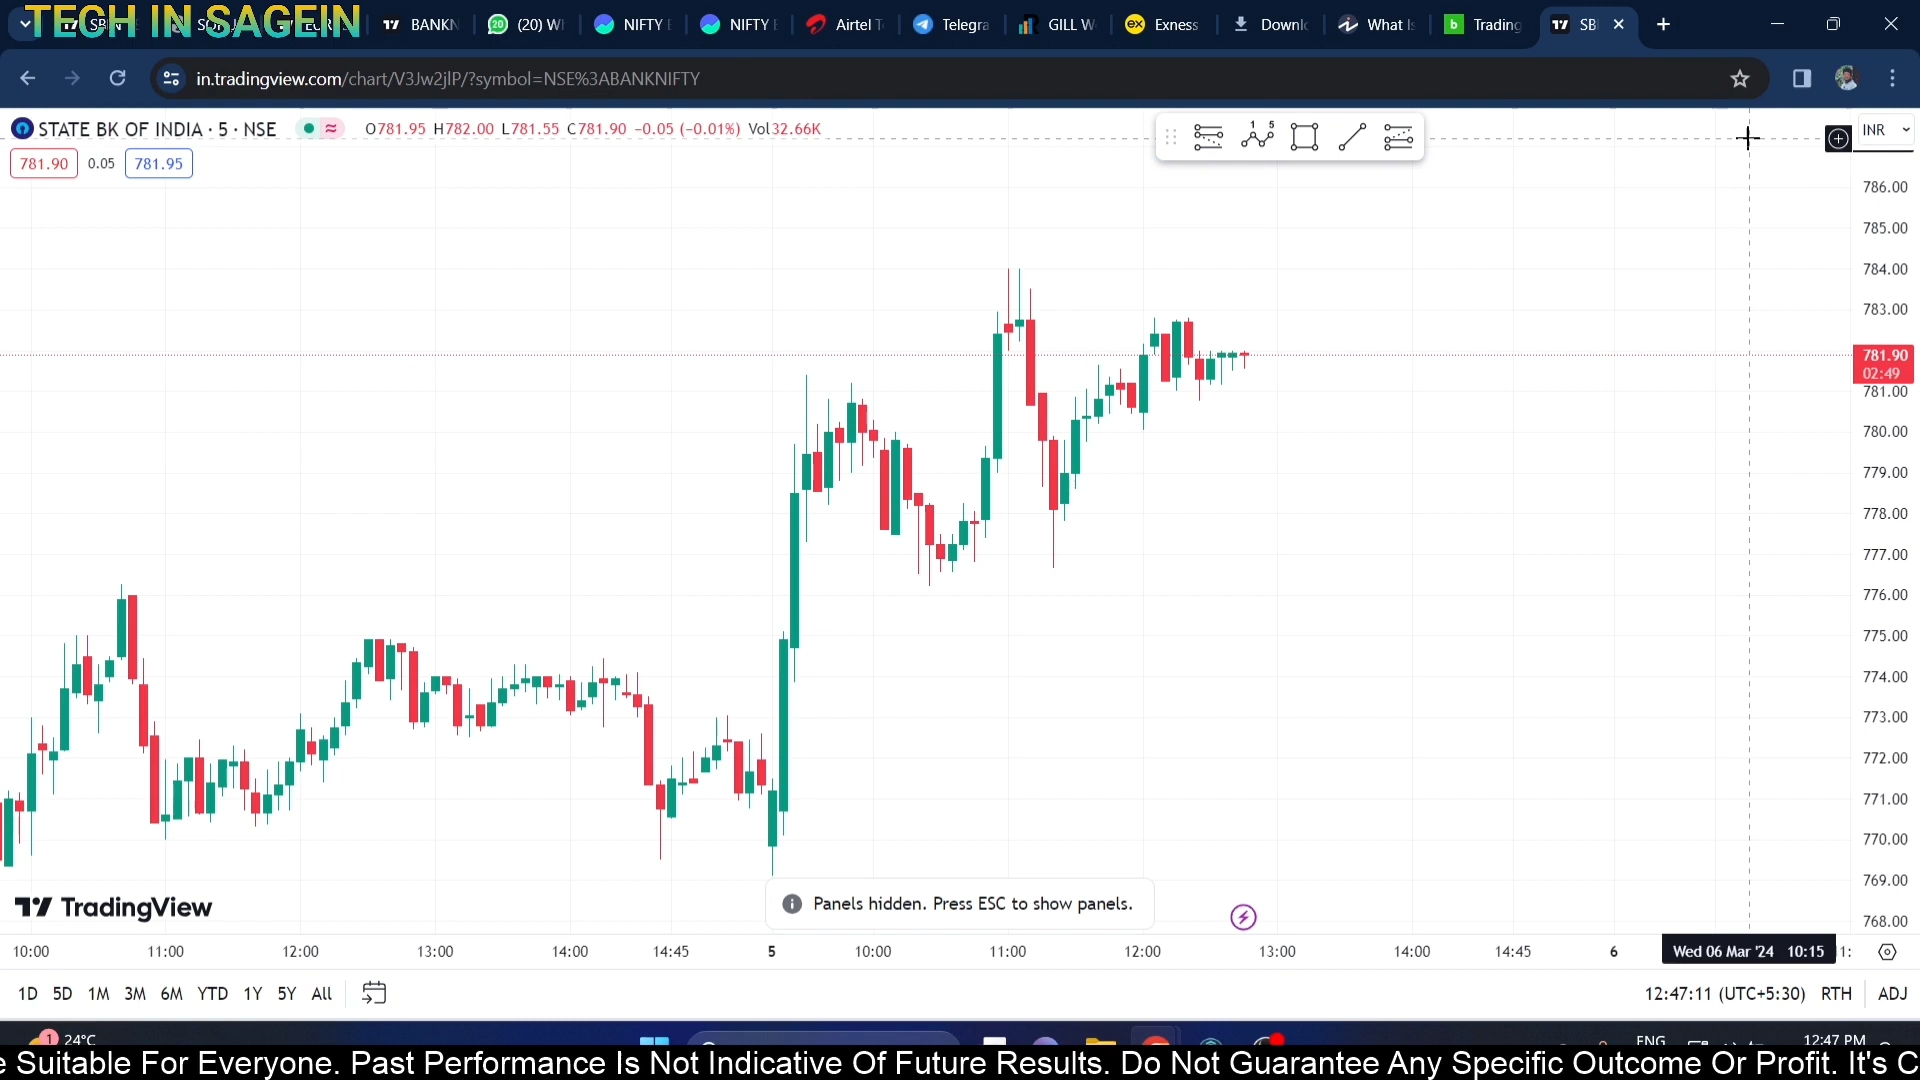 TECH IN SAGEIN
BANKN
(20) W
NIFTY
NIFTY
Airtel T
Telegra
GILL W
Exness
Downl
What Is
Trading
SB
in.tradingview.com/chart/V3Jw2jlP/?symbol=NSE%3ABANKNIFTY
STATE BK OF INDIA · 5 · NSE
O781.95 H782.00 L781.55 C781.90 −0.05 (−0.01%) Vol32.66K
INR
781.90 0.05 781.95
1 5
786.00
785.00
784.00
783.00
781.90
02:49
781.00
780.00
779.00
778.00
777.00
776.00
775.00
774.00
773.00
772.00
771.00
770.00
769.00
768.00
TradingView
Panels hidden. Press ESC to show panels.
10:00 11:00 12:00 13:00 14:00 14:45 5 10:00 11:00 12:00 13:00 14:00 14:45 6 Wed 06 Mar '24 10:15 11:
1D 5D 1M 3M 6M YTD 1Y 5Y All
12:47:11 (UTC+5:30) RTH ADJ
1 24°C
ENG
12:47 PM
e Suitable For Everyone. Past Performance Is Not Indicative Of Future Results. Do Not Guarantee Any Specific Outcome Or Profit. It's C